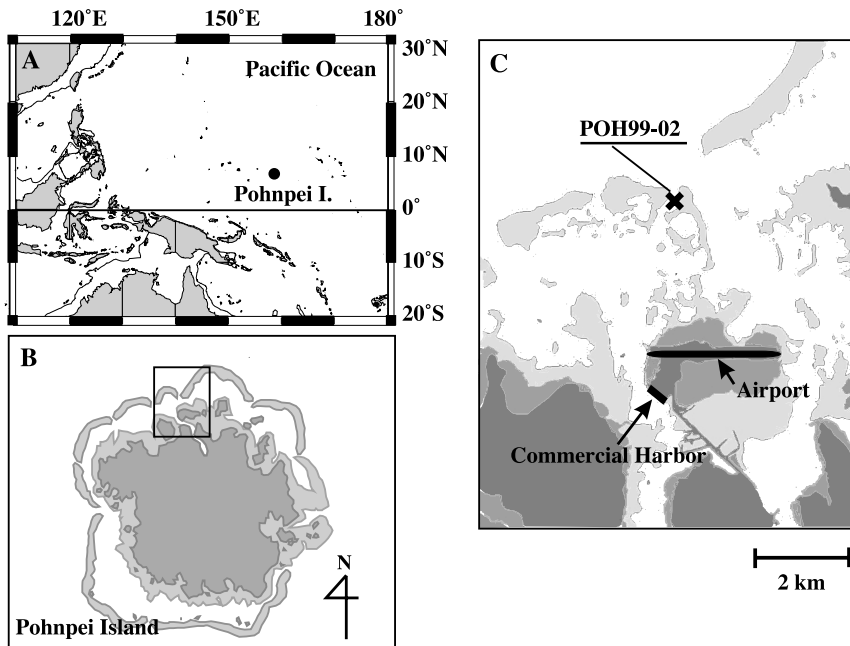 120˚E 150˚E 180˚
A
Pacific Ocean
Pohnpei I.
30˚N
20˚N
10˚N
0˚
10˚S
20˚S
B
N
Pohnpei Island
C
POH99-02
Airport
Commercial Harbor
2 km